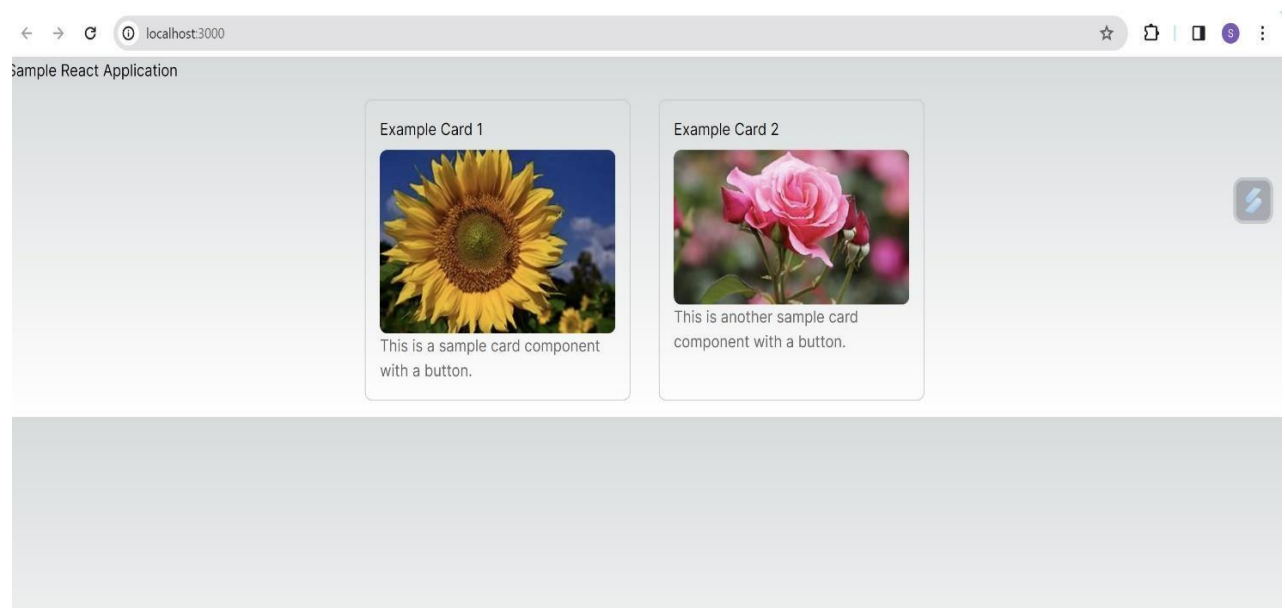 localhost:3000
S
Sample React Application
Example Card 1
Example Card 2
This is a sample card component
with a button.
This is another sample card
component with a button.